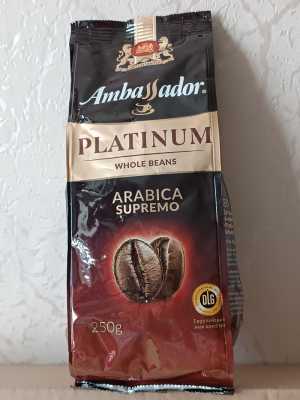 Ambassador®
PLATINUM
WHOLE BEANS
ARABICA
SUPREMO
250g
DLG